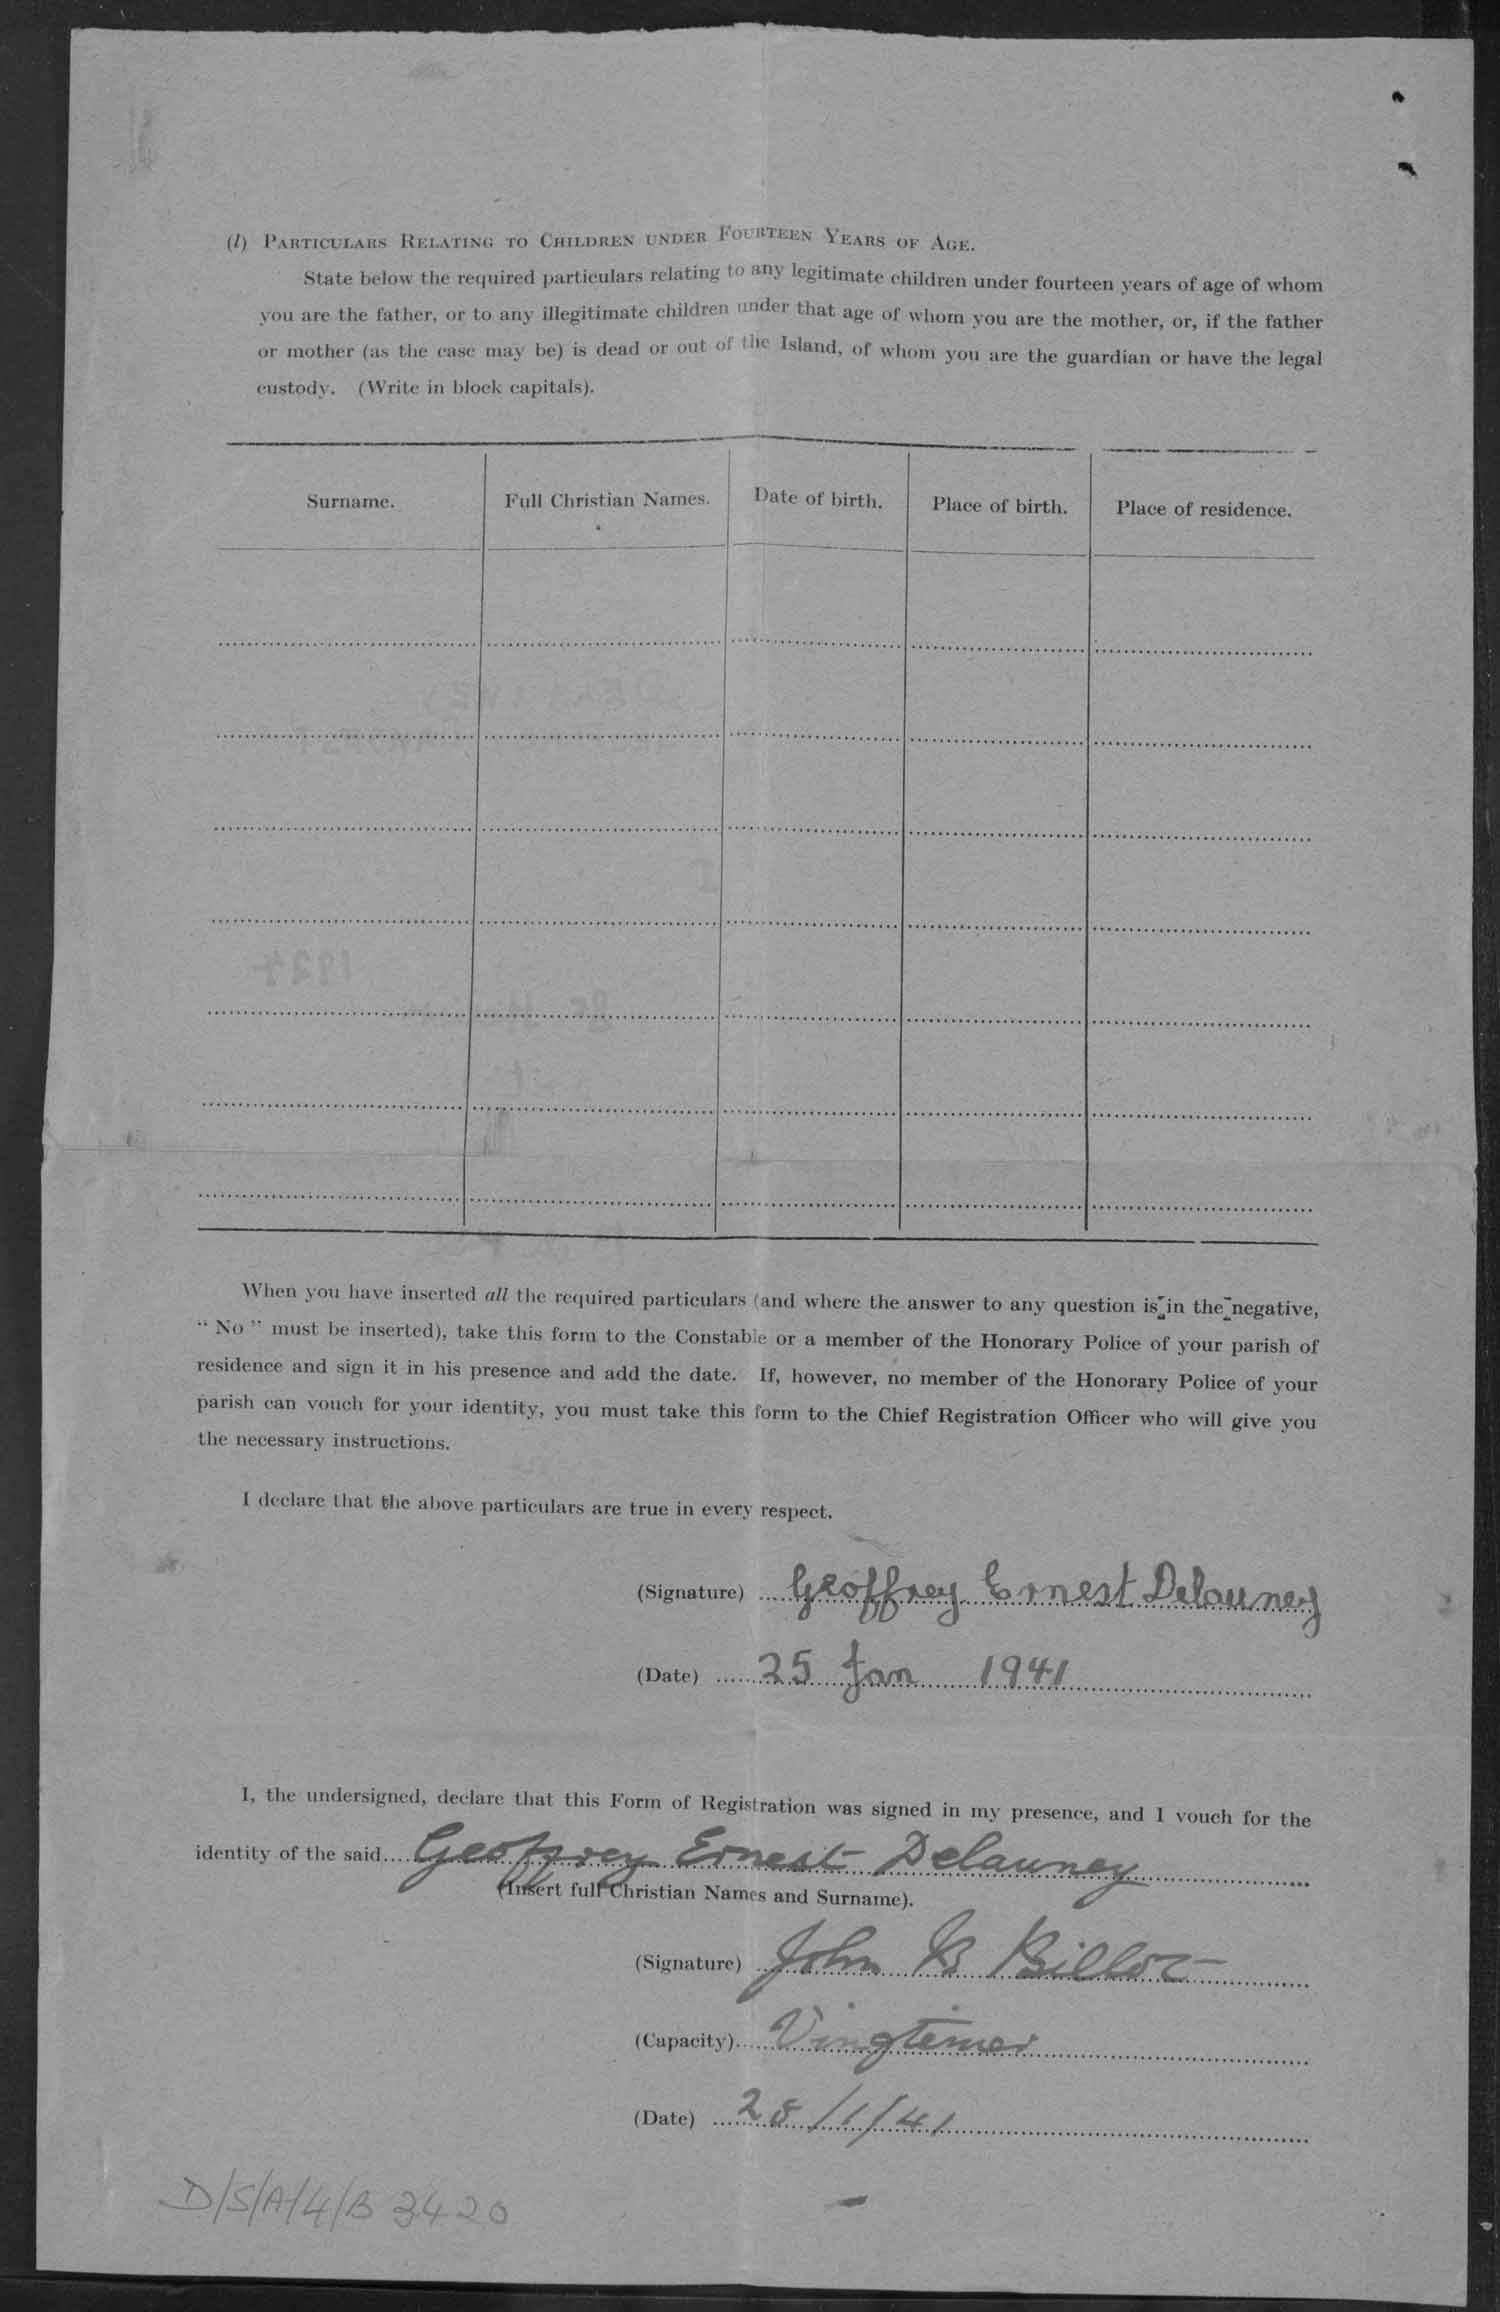 (l) PARTICULARS RELATING TO CHILDREN UNDER FOURTEEN YEARS OF AGE.
State below the required particulars relating to any legitimate children under fourteen years of age of whom
you are the father, or to any illegitimate children under that age of whom you are the mother, or, if the father
or mother (as the case may be) is dead or out of the Island, of whom you are the guardian or have the legal
custody. (Write in block capitals).
Surname. Full Christian Names. Date of birth. Place of birth. Place of residence.
When you have inserted all the required particulars (and where the answer to any question is in the negative,
“ No ” must be inserted), take this form to the Constable or a member of the Honorary Police of your parish of
residence and sign it in his presence and add the date. If, however, no member of the Honorary Police of your
parish can vouch for your identity, you must take this form to the Chief Registration Officer who will give you
the necessary instructions.
I declare that the above particulars are true in every respect.
(Signature) Geoffrey Ernest Delauney
(Date) 25 Jan 1941
I, the undersigned, declare that this Form of Registration was signed in my presence, and I vouch for the
identity of the said Geoffrey Ernest Delauney
(Insert full Christian Names and Surname).
(Signature) John B Billot
(Capacity) Vingtenier
(Date) 25/1/41
D/S/A/4/B 3420